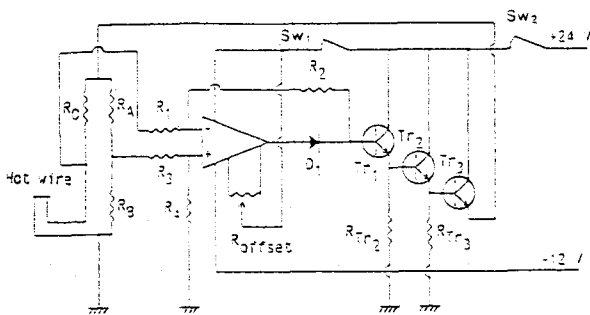 Sw1
Sw2
+24 V
R2
RC
RA
R1
-
Tr2
+
D1
R3
Tr1
Tr3
Hot wire
RB
R4
Roffset
RTr2
RTr3
-12 V